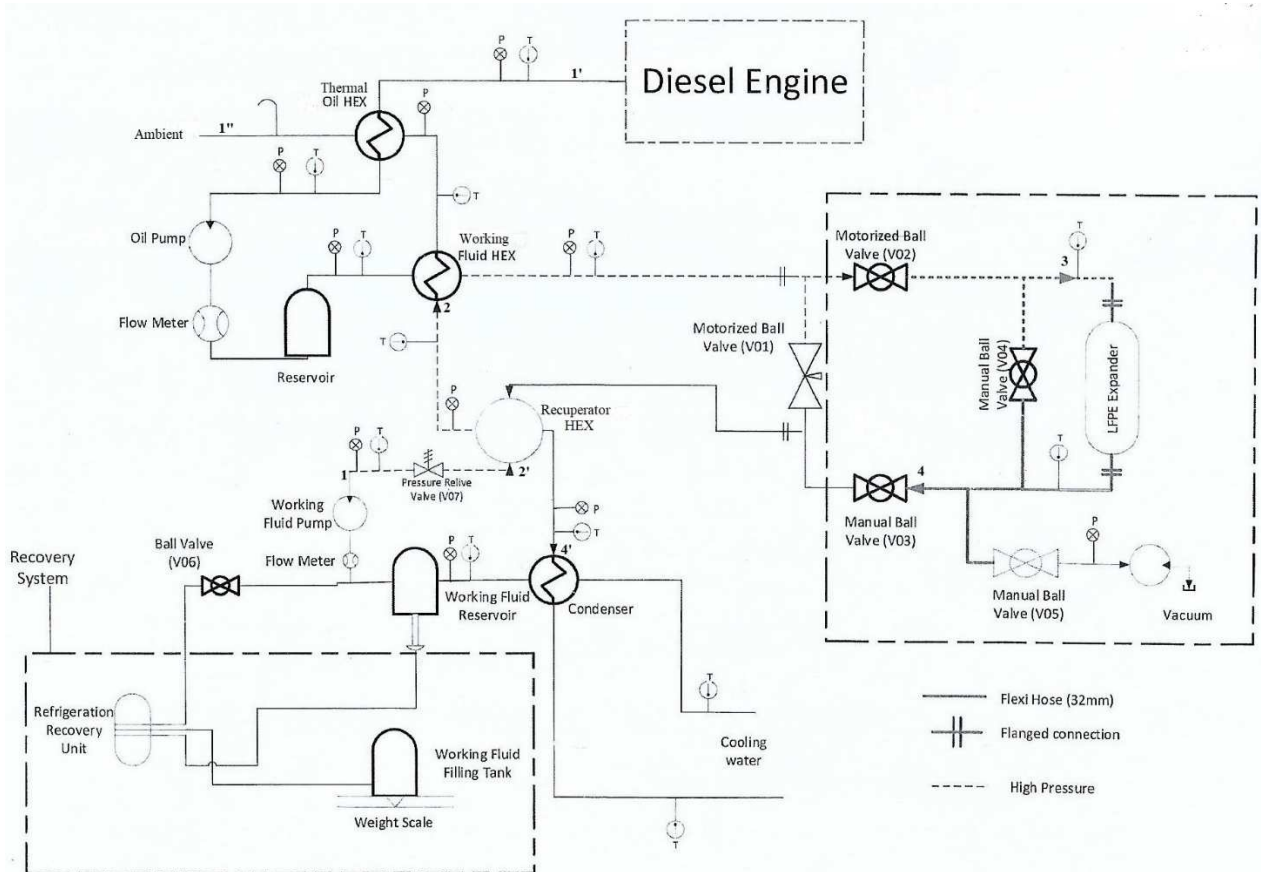 Diesel Engine
P
T
1'
Thermal
Oil HEX
P
Ambient
1"
P
T
T
Oil Pump
P
T
Working
Fluid HEX
P
T
Motorized Ball
Valve (V02)
T
3
Flow Meter
2
Reservoir
T
Motorized Ball
Valve (V01)
Manual Ball
Valve (V04)
LFPE Expander
P
Recuperator
HEX
P
T
1
2'
Pressure Relive
Valve (V07)
T
4
Working
Fluid Pump
P
T
Manual Ball
Valve (V03)
P
Recovery
System
Ball Valve
(V06)
Flow Meter
P
T
4'
Working Fluid
Reservoir
Condenser
Manual Ball
Valve (V05)
Vacuum
Refrigeration
Recovery
Unit
T
Flexi Hose (32mm)
Cooling
water
Flanged connection
Working Fluid
Filling Tank
High Pressure
Weight Scale
T